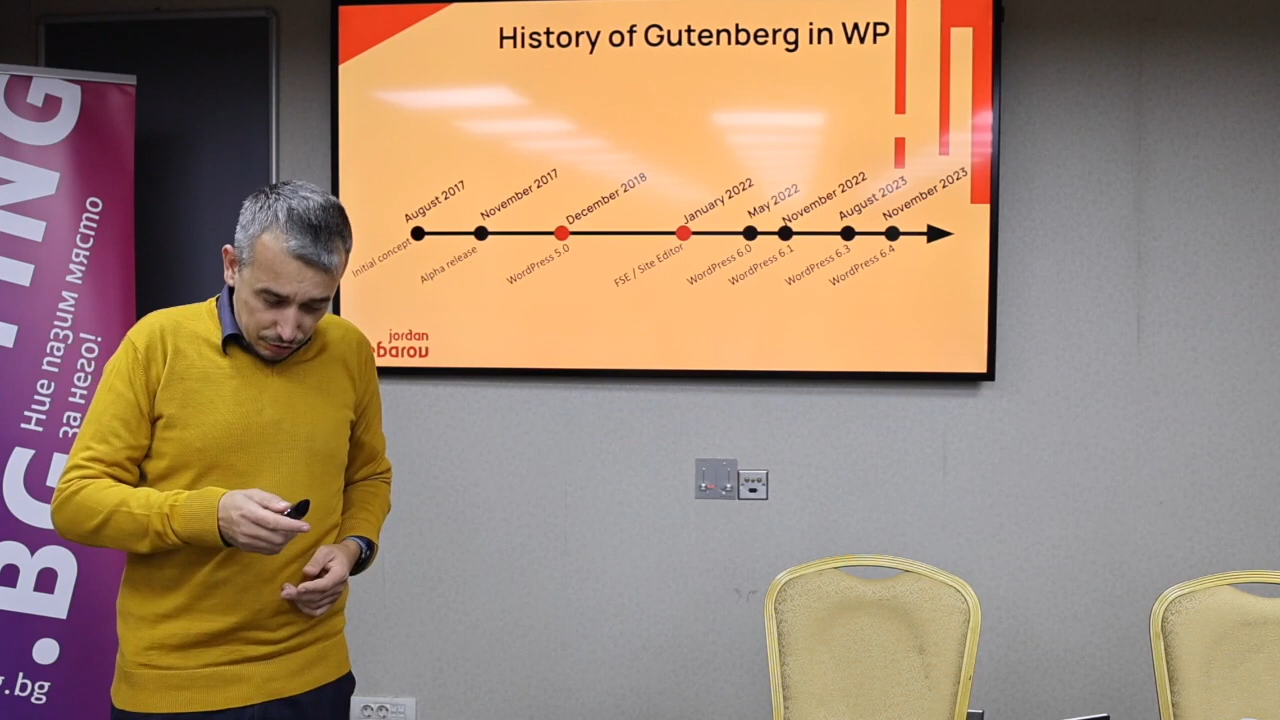 History of Gutenberg in WP
August 2017
November 2017
December 2018
January 2022
May 2022
November 2022
August 2023
November 2023
Initial concept
Alpha release
WordPress 5.0
FSE / Site Editor
WordPress 6.0
WordPress 6.1
WordPress 6.3
WordPress 6.4
jordan
Ние пазим място
за него!
.BG
.bg